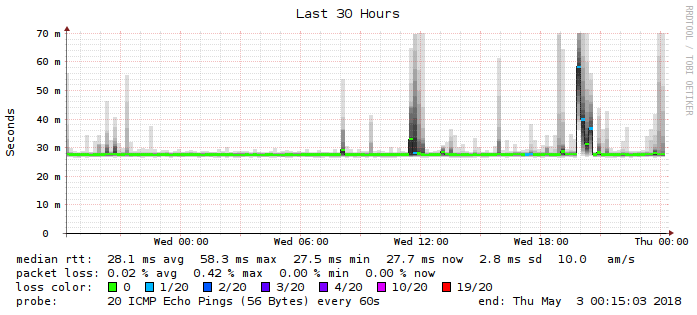 Last 30 Hours
RRDTOOL / TOBI OETIKER
Seconds
70 m
60 m
50 m
40 m
30 m
20 m
10 m
0
Wed 00:00 Wed 06:00 Wed 12:00 Wed 18:00 Thu 00:00
median rtt: 28.1 ms avg 58.3 ms max 27.5 ms min 27.7 ms now 2.8 ms sd 10.0 am/s
packet loss: 0.02 % avg 0.42 % max 0.00 % min 0.00 % now
loss color: 0 1/20 2/20 3/20 4/20 10/20 19/20
probe: 20 ICMP Echo Pings (56 Bytes) every 60s end: Thu May 3 00:15:03 2018